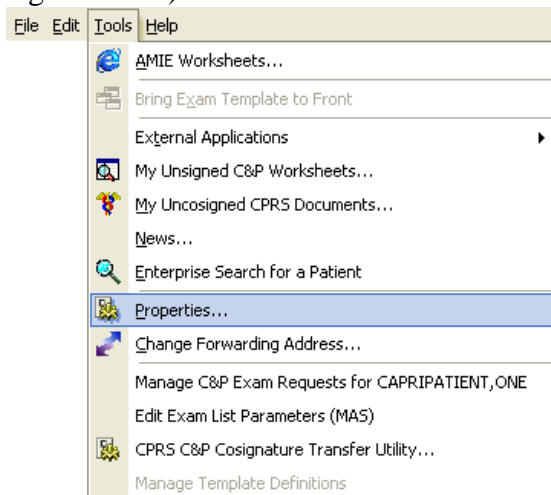 File Edit Tools Help
AMIE Worksheets...
Bring Exam Template to Front
External Applications
My Unsigned C&P Worksheets...
My Uncosigned CPRS Documents...
News...
Enterprise Search for a Patient
Properties...
Change Forwarding Address...
Manage C&P Exam Requests for CAPRIPATIENT,ONE
Edit Exam List Parameters (MAS)
CPRS C&P Cosignature Transfer Utility...
Manage Template Definitions